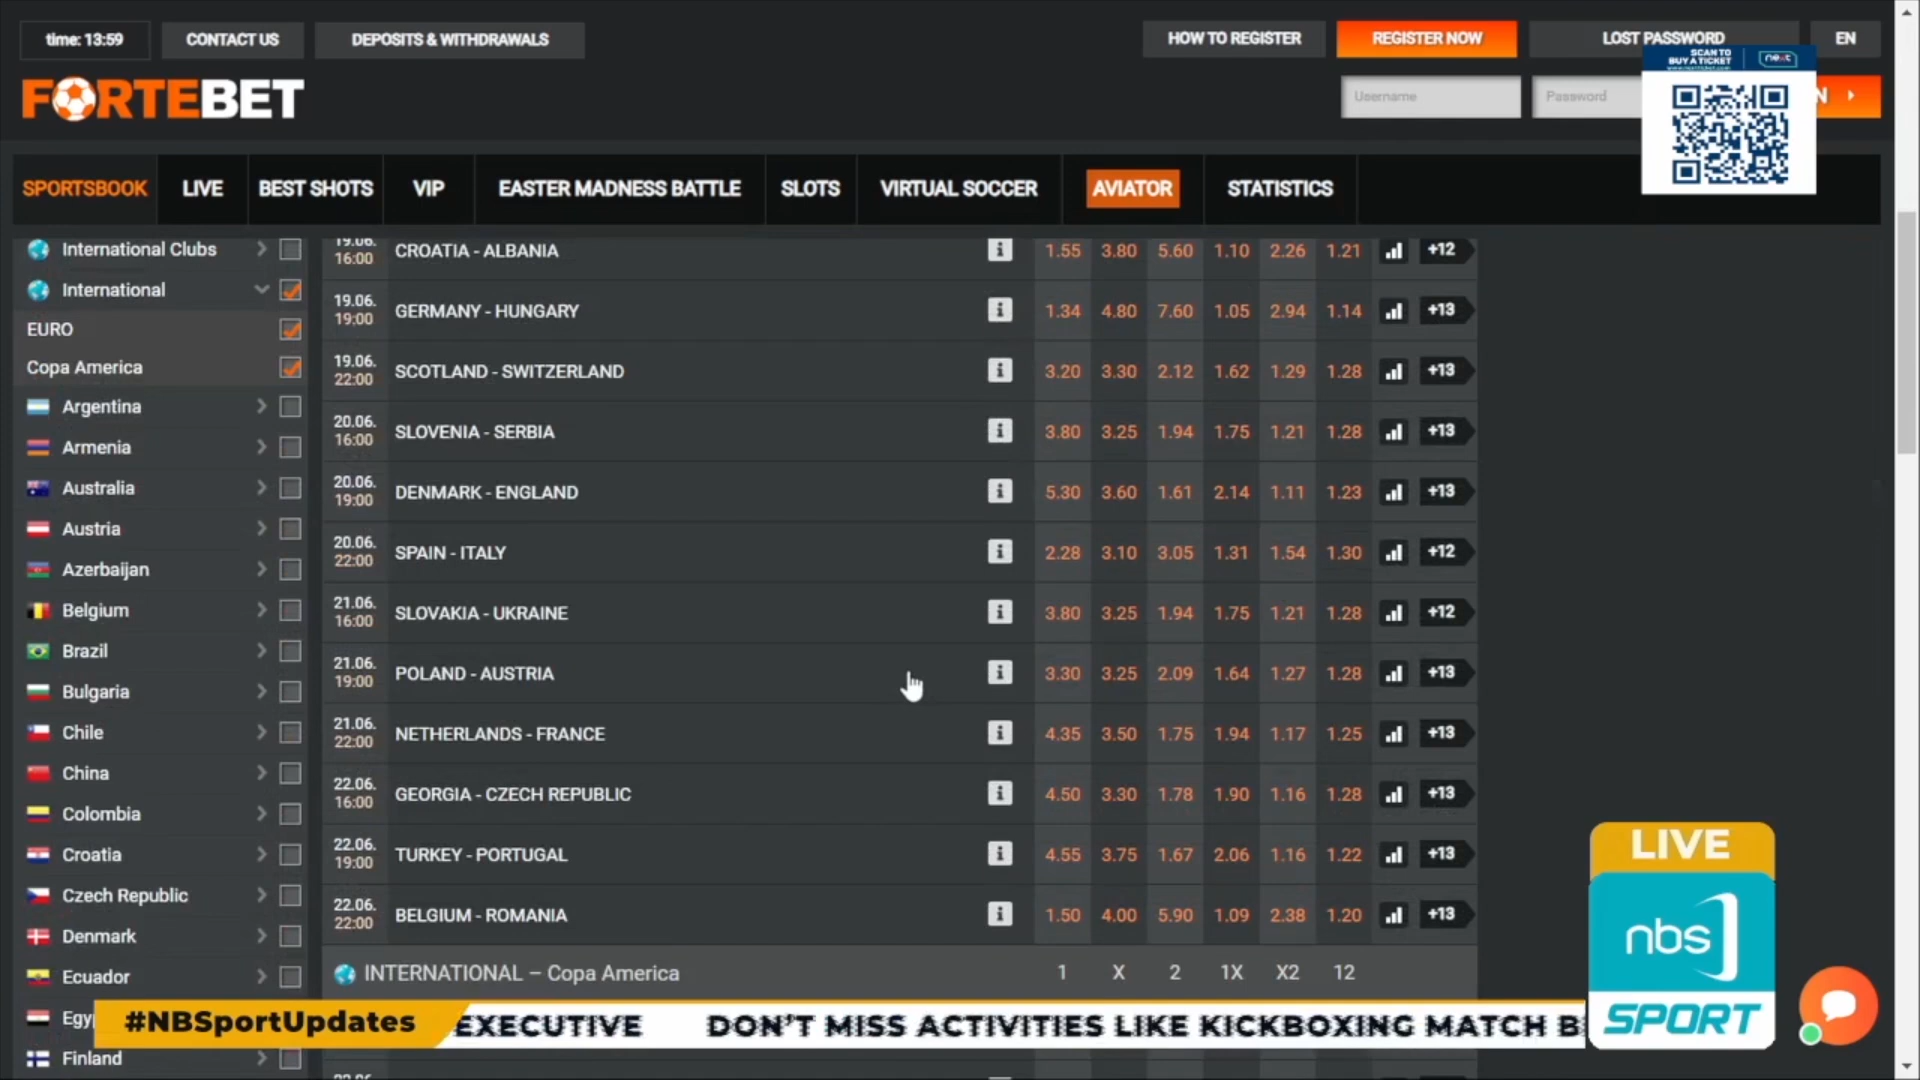 time: 13:59
CONTACT US
DEPOSITS & WITHDRAWALS
HOW TO REGISTER
REGISTER NOW
LOST PASSWORD
EN
SCAN TO
BUY A TICKET
next
FORTEBET
Username
Password
N
SPORTSBOOK
LIVE
BEST SHOTS
VIP
EASTER MADNESS BATTLE
SLOTS
VIRTUAL SOCCER
AVIATOR
STATISTICS
International Clubs
International
EURO
Copa America
Argentina
Armenia
Australia
Austria
Azerbaijan
Belgium
Brazil
Bulgaria
Chile
China
Colombia
Croatia
Czech Republic
Denmark
Ecuador
Egy
Finland
19.06. 16:00 CROATIA - ALBANIA i 1.55 3.80 5.60 1.10 2.26 1.21 +12
19.06. 19:00 GERMANY - HUNGARY i 1.34 4.80 7.60 1.05 2.94 1.14 +13
19.06. 22:00 SCOTLAND - SWITZERLAND i 3.20 3.30 2.12 1.62 1.29 1.28 +13
20.06. 16:00 SLOVENIA - SERBIA i 3.80 3.25 1.94 1.75 1.21 1.28 +13
20.06. 19:00 DENMARK - ENGLAND i 5.30 3.60 1.61 2.14 1.11 1.23 +13
20.06. 22:00 SPAIN - ITALY i 2.28 3.10 3.05 1.31 1.54 1.30 +12
21.06. 16:00 SLOVAKIA - UKRAINE i 3.80 3.25 1.94 1.75 1.21 1.28 +12
21.06. 19:00 POLAND - AUSTRIA i 3.30 3.25 2.09 1.64 1.27 1.28 +13
21.06. 22:00 NETHERLANDS - FRANCE i 4.35 3.50 1.75 1.94 1.17 1.25 +13
22.06. 16:00 GEORGIA - CZECH REPUBLIC i 4.50 3.30 1.78 1.90 1.16 1.28 +13
22.06. 19:00 TURKEY - PORTUGAL i 4.55 3.75 1.67 2.06 1.16 1.22 +13
22.06. 22:00 BELGIUM - ROMANIA i 1.50 4.00 5.90 1.09 2.38 1.20 +13
INTERNATIONAL – Copa America 1 X 2 1X X2 12
LIVE
nbs
SPORT
#NBSportUpdates
EXECUTIVE DON'T MISS ACTIVITIES LIKE KICKBOXING MATCH B